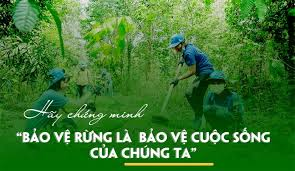 Hãy chứng minh
“BẢO VỆ RỪNG LÀ BẢO VỆ CUỘC SỐNG
CỦA CHÚNG TA”